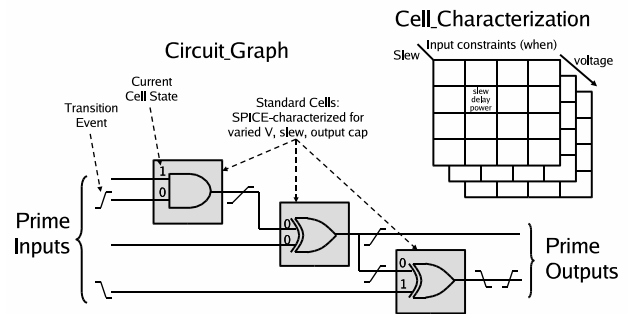 Cell_Characterization
Circuit_Graph
Slew
Input constraints (when)
voltage
slew
delay
power
Current
Cell State
Transition
Event
Standard Cells:
SPICE-characterized for
varied V, slew, output cap
1
0
0
0
0
1
Prime
Inputs
Prime
Outputs